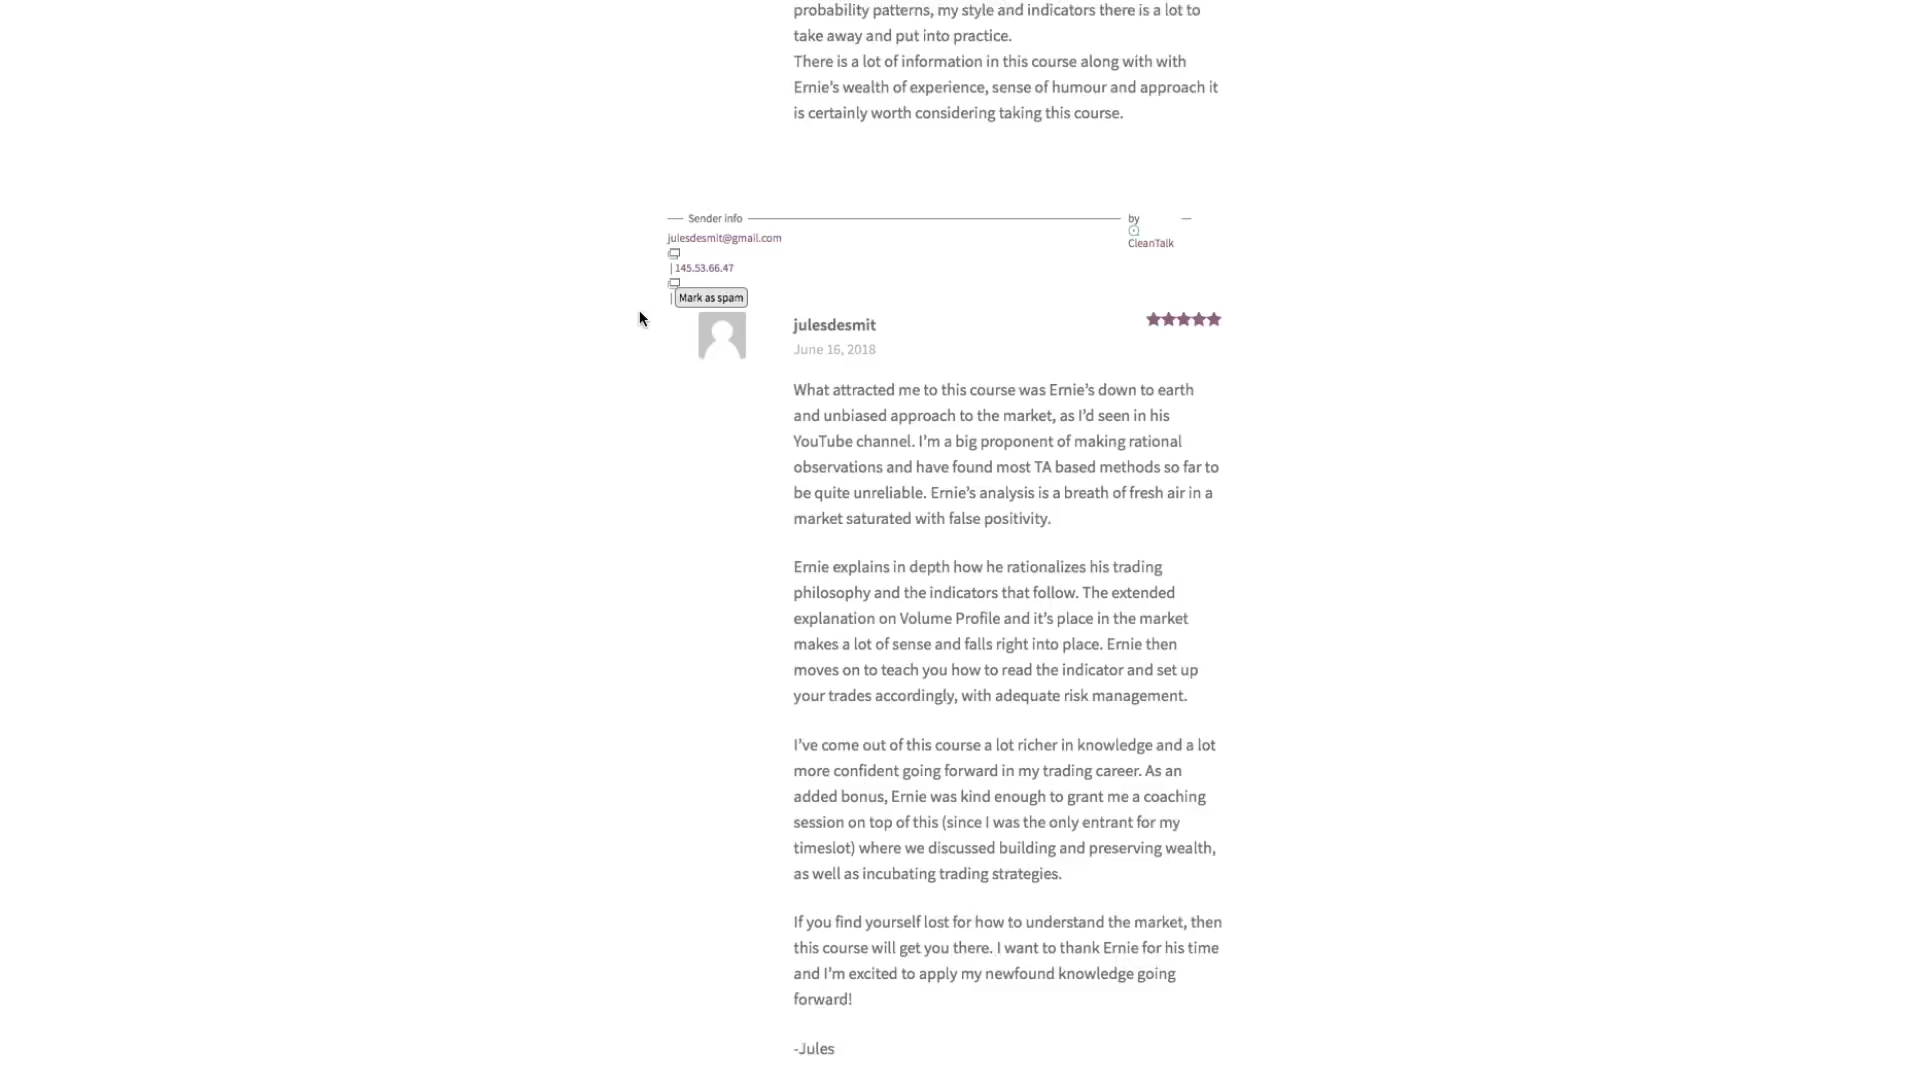 probability patterns, my style and indicators there is a lot to
take away and put into practice.
There is a lot of information in this course along with with
Ernie’s wealth of experience, sense of humour and approach it
is certainly worth considering taking this course.
Sender info
by
CleanTalk
julesdesmit@gmail.com
| 145.53.66.47
| Mark as spam
julesdesmit
June 16, 2018
What attracted me to this course was Ernie’s down to earth
and unbiased approach to the market, as I’d seen in his
YouTube channel. I’m a big proponent of making rational
observations and have found most TA based methods so far to
be quite unreliable. Ernie’s analysis is a breath of fresh air in a
market saturated with false positivity.
Ernie explains in depth how he rationalizes his trading
philosophy and the indicators that follow. The extended
explanation on Volume Profile and it’s place in the market
makes a lot of sense and falls right into place. Ernie then
moves on to teach you how to read the indicator and set up
your trades accordingly, with adequate risk management.
I’ve come out of this course a lot richer in knowledge and a lot
more confident going forward in my trading career. As an
added bonus, Ernie was kind enough to grant me a coaching
session on top of this (since I was the only entrant for my
timeslot) where we discussed building and preserving wealth,
as well as incubating trading strategies.
If you find yourself lost for how to understand the market, then
this course will get you there. I want to thank Ernie for his time
and I’m excited to apply my newfound knowledge going
forward!
-Jules